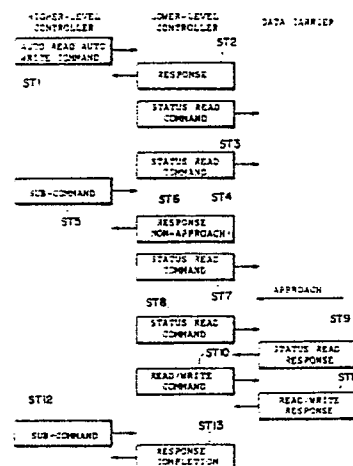 HIGHER-LEVEL CONTROLLER
LOWER-LEVEL CONTROLLER
DATA CARRIER
AUTO READ AUTO WRITE COMMAND
ST1
ST2
RESPONSE
STATUS READ COMMAND
ST3
STATUS READ COMMAND
SUB-COMMAND
ST5
ST6
ST4
RESPONSE NON-APPROACH
STATUS READ COMMAND
ST7
APPROACH
ST8
ST9
STATUS READ COMMAND
ST10
STATUS READ RESPONSE
READ/WRITE COMMAND
READ/WRITE RESPONSE
ST12
ST13
SUB-COMMAND
RESPONSE COMPLETION